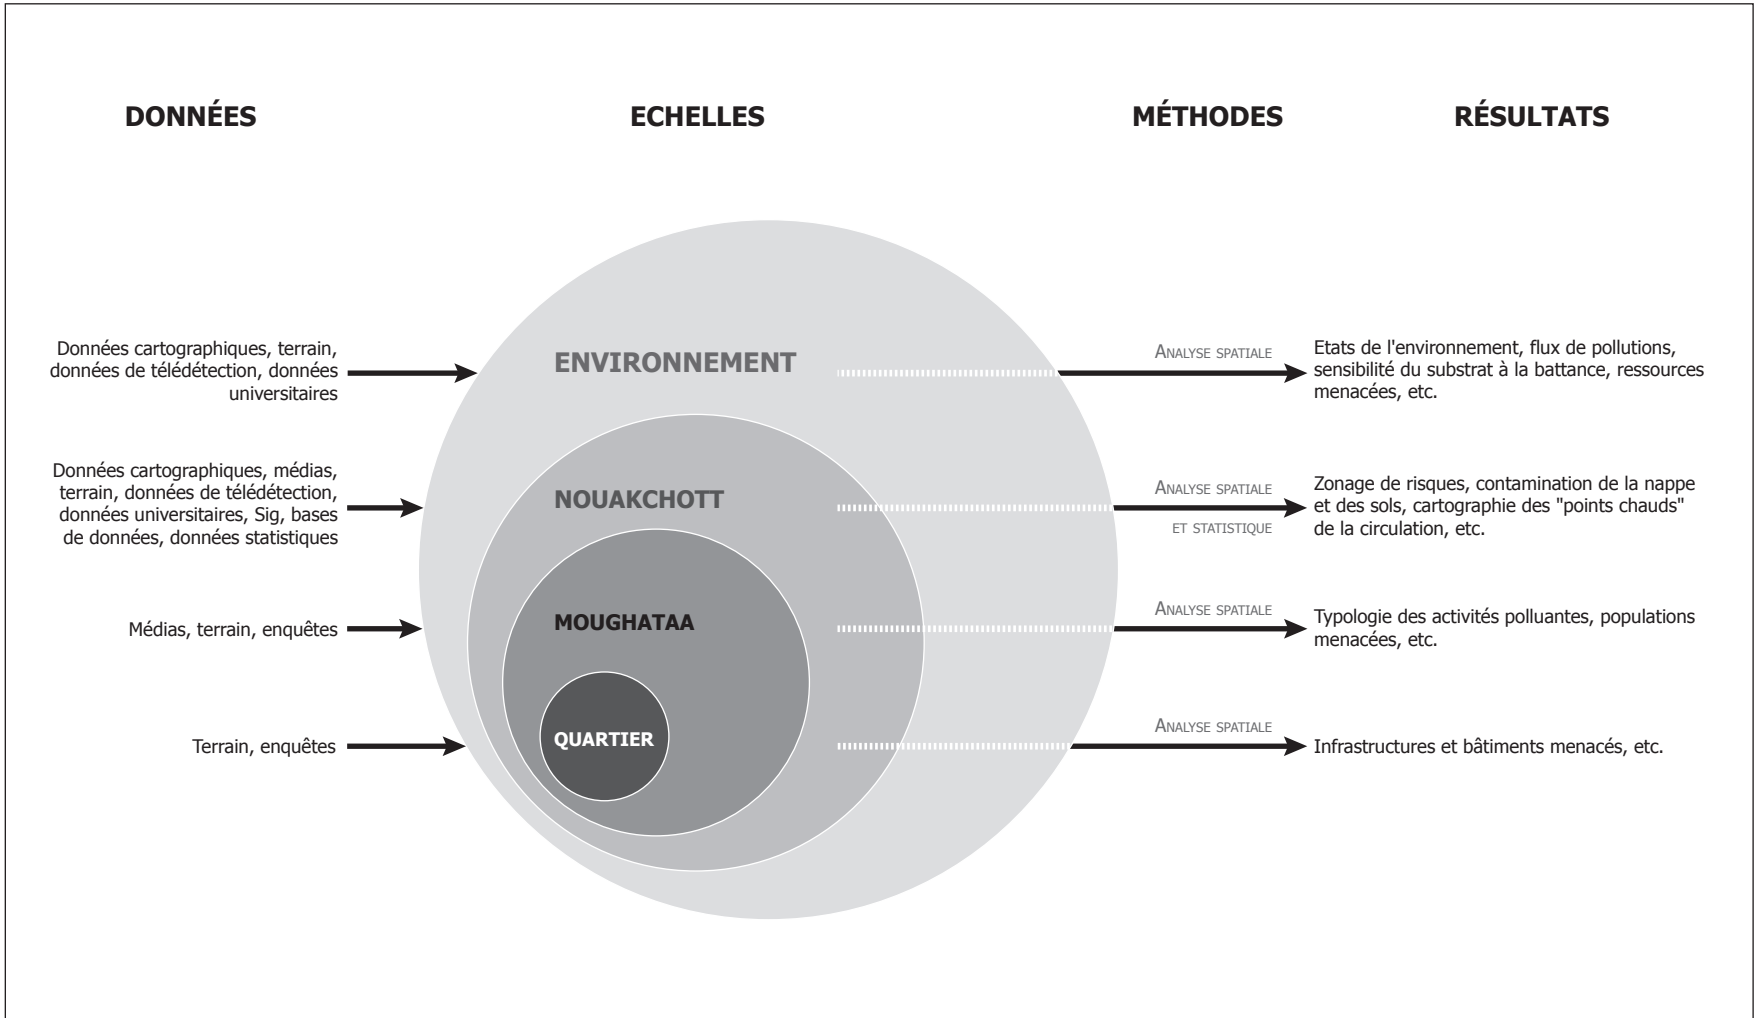 DONNÉES
ECHELLES
MÉTHODES
RÉSULTATS
Données cartographiques, terrain,
données de télédétection, données
universitaires
ENVIRONNEMENT
ANALYSE SPATIALE
Etats de l'environnement, flux de pollutions,
sensibilité du substrat à la battance, ressources
menacées, etc.
Données cartographiques, médias,
terrain, données de télédétection,
données universitaires, Sig, bases
de données, données statistiques
NOUAKCHOTT
ANALYSE SPATIALE
ET STATISTIQUE
Zonage de risques, contamination de la nappe
et des sols, cartographie des "points chauds"
de la circulation, etc.
Médias, terrain, enquêtes
MOUGHATAA
ANALYSE SPATIALE
Typologie des activités polluantes, populations
menacées, etc.
Terrain, enquêtes
QUARTIER
ANALYSE SPATIALE
Infrastructures et bâtiments menacés, etc.